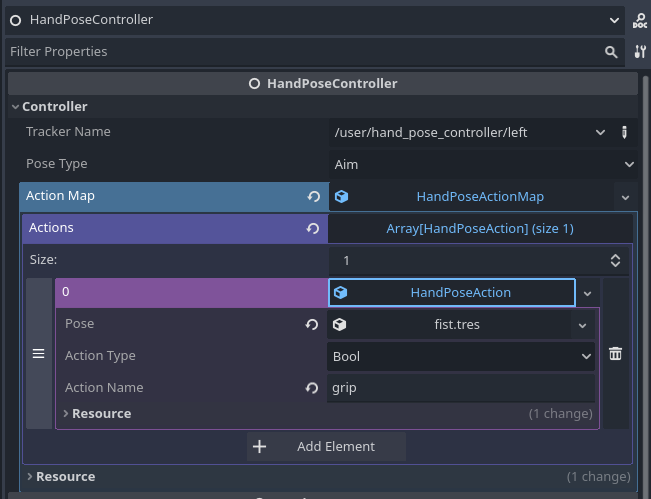 HandPoseController
DOC
Filter Properties
HandPoseController
Controller
Tracker Name /user/hand_pose_controller/left
Pose Type Aim
Action Map HandPoseActionMap
Actions Array[HandPoseAction] (size 1)
Size: 1
0 HandPoseAction
Pose fist.tres
Action Type Bool
Action Name grip
Resource (1 change)
Add Element
Resource (1 change)